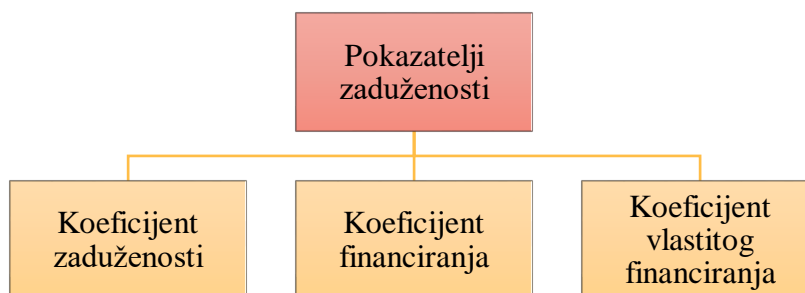 Pokazatelji
zaduženosti
Koeficijent
zaduženosti
Koeficijent
financiranja
Koeficijent
vlastitog
financiranja